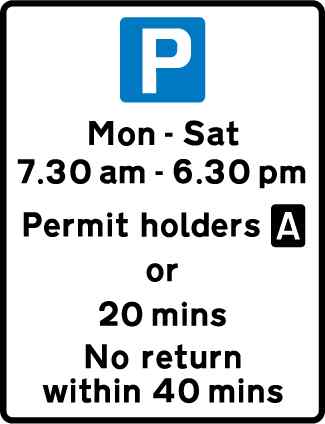 P
Mon - Sat
7.30 am - 6.30 pm
Permit holders A
or
20 mins
No return
within 40 mins